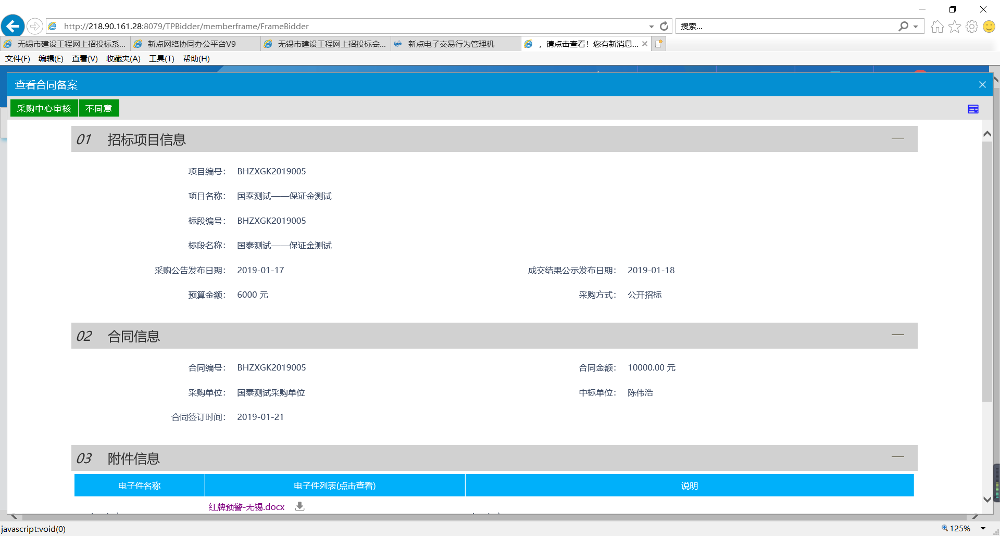 http://218.90.161.28:8079/TPBidder/memberframe/FrameBidder
搜索...
无锡市建设工程网上招投标系...
新点网络协同办公平台V9
无锡市建设工程网上招投标会...
新点电子交易行为管理机
，请点击查看！您有新消息...
文件(F) 编辑(E) 查看(V) 收藏夹(A) 工具(T) 帮助(H)
查看合同备案
采购中心审核 不同意
01 招标项目信息
项目编号： BHZXGK2019005
项目名称： 国泰测试——保证金测试
标段编号： BHZXGK2019005
标段名称： 国泰测试——保证金测试
采购公告发布日期： 2019-01-17 成交结果公示发布日期： 2019-01-18
预算金额： 6000 元 采购方式： 公开招标
02 合同信息
合同编号： BHZXGK2019005 合同金额： 10000.00 元
采购单位： 国泰测试采购单位 中标单位： 陈伟浩
合同签订时间： 2019-01-21
03 附件信息
电子件名称 电子件列表(点击查看) 说明
红牌预警-无锡.docx
javascript:void(0)
125%